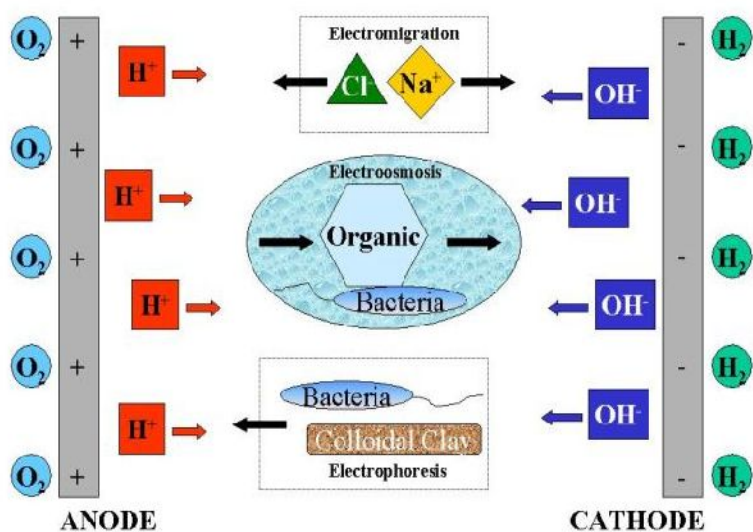 O₂ + H⁺ Electromigration - H₂
Cl⁻ Na⁺ OH⁻
O₂ + H⁺ Electroosmosis - H₂
Organic OH⁻
O₂ + H⁺ Bacteria OH⁻ - H₂
O₂ + Bacteria - H₂
H⁺ Colloidal Clay OH⁻
Electrophoresis
O₂ + - H₂
ANODE CATHODE